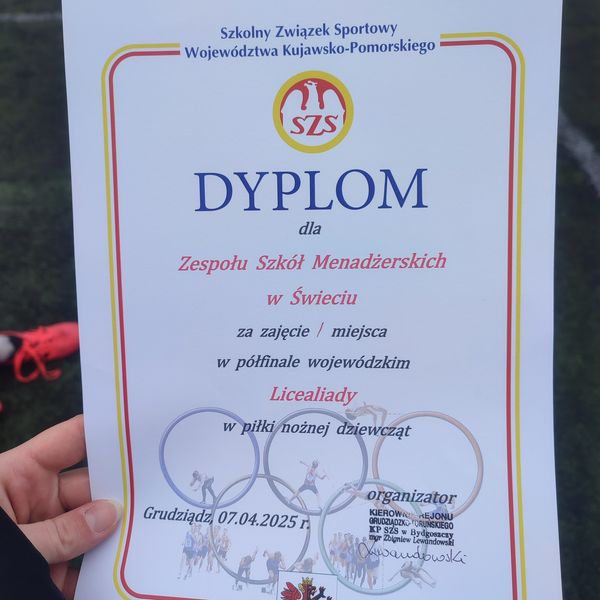 Szkolny Związek Sportowy
Województwa Kujawsko-Pomorskiego
SZS
DYPLOM
dla
Zespołu Szkół Menadżerskich
w Świeciu
za zajęcie I miejsca
w półfinale wojewódzkim
Licealiady
w piłki nożnej dziewcząt
organizator
Grudziądz, 07.04.2025 r.
KIEROWNIK REJONU
GRUDZIĄDZKO-TORUŃSKIEGO
KP SZS w Bydgoszczy
mgr Zbigniew Lewandowski
Lewandowski